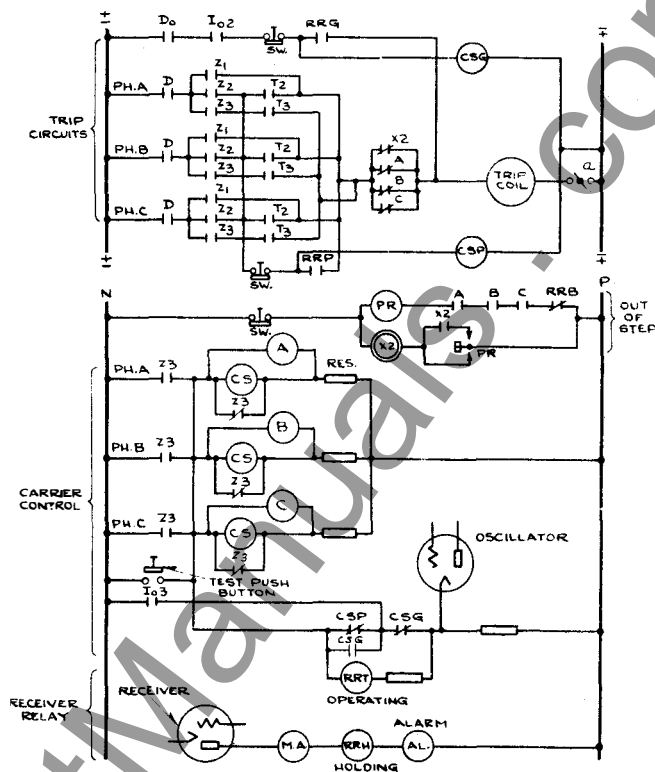 D0 I02 RRG
SW.
CSG
TRIP CIRCUITS
PH.A D Z1 Z2 Z3 T2 T3
PH.B D Z1 Z2 Z3 T2 T3
PH.C D Z1 Z2 Z3 T2 T3
X2
A
B
C
TRIP COIL
a
CSP
SW. RRP
N
P
SW.
PR A B C RRB
X2 X2 PR
OUT OF STEP
CARRIER CONTROL
PH.A Z3 A CS Z3 RES.
PH.B Z3 B CS Z3
PH.C Z3 C CS Z3
OSCILLATOR
T
TEST PUSH BUTTON
I03
CSP CSG
CSG
RRT
OPERATING
RECEIVER RELAY
RECEIVER
M.A RRH AL.
ALARM
HOLDING
Manuals.co